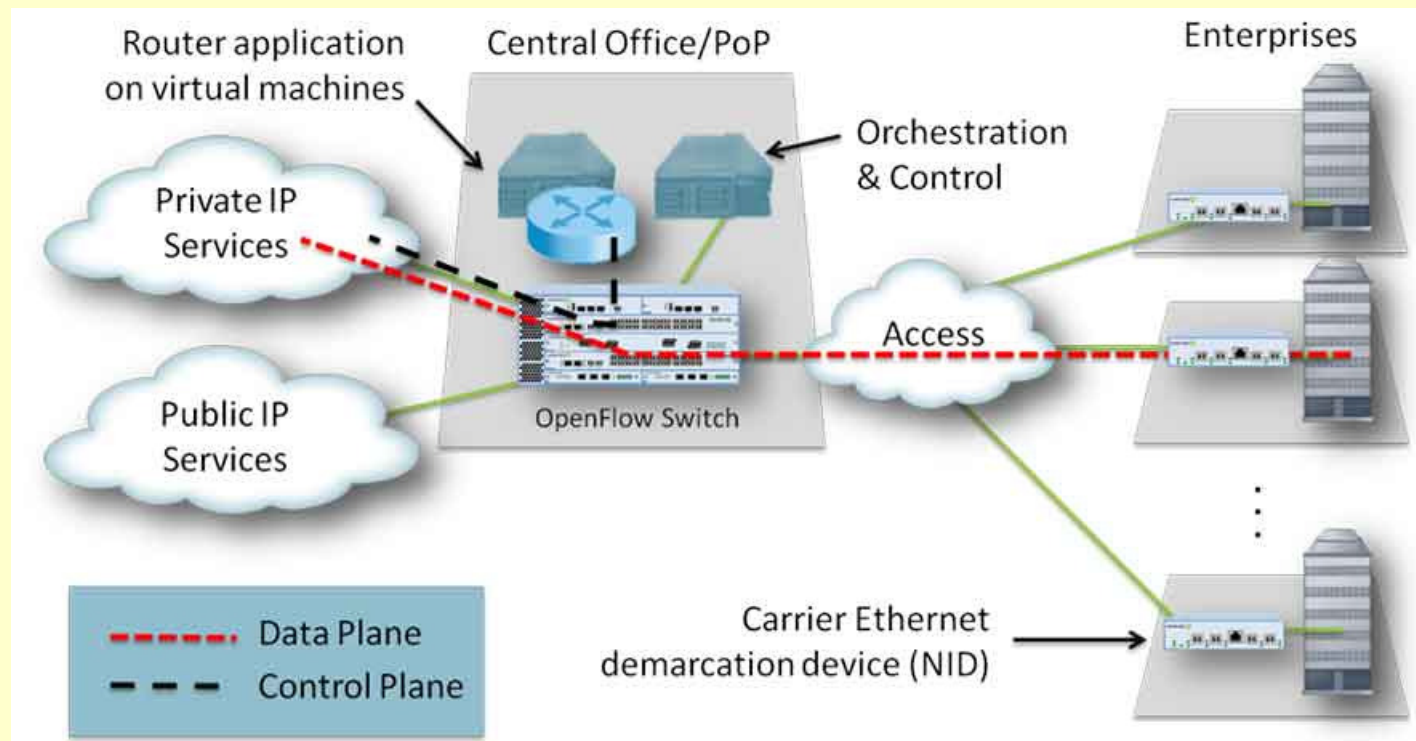 Router application
on virtual machines
Central Office/PoP
Enterprises
Orchestration
& Control
Private IP
Services
Access
Public IP
Services
OpenFlow Switch
Carrier Ethernet
demarcation device (NID)
Data Plane
Control Plane